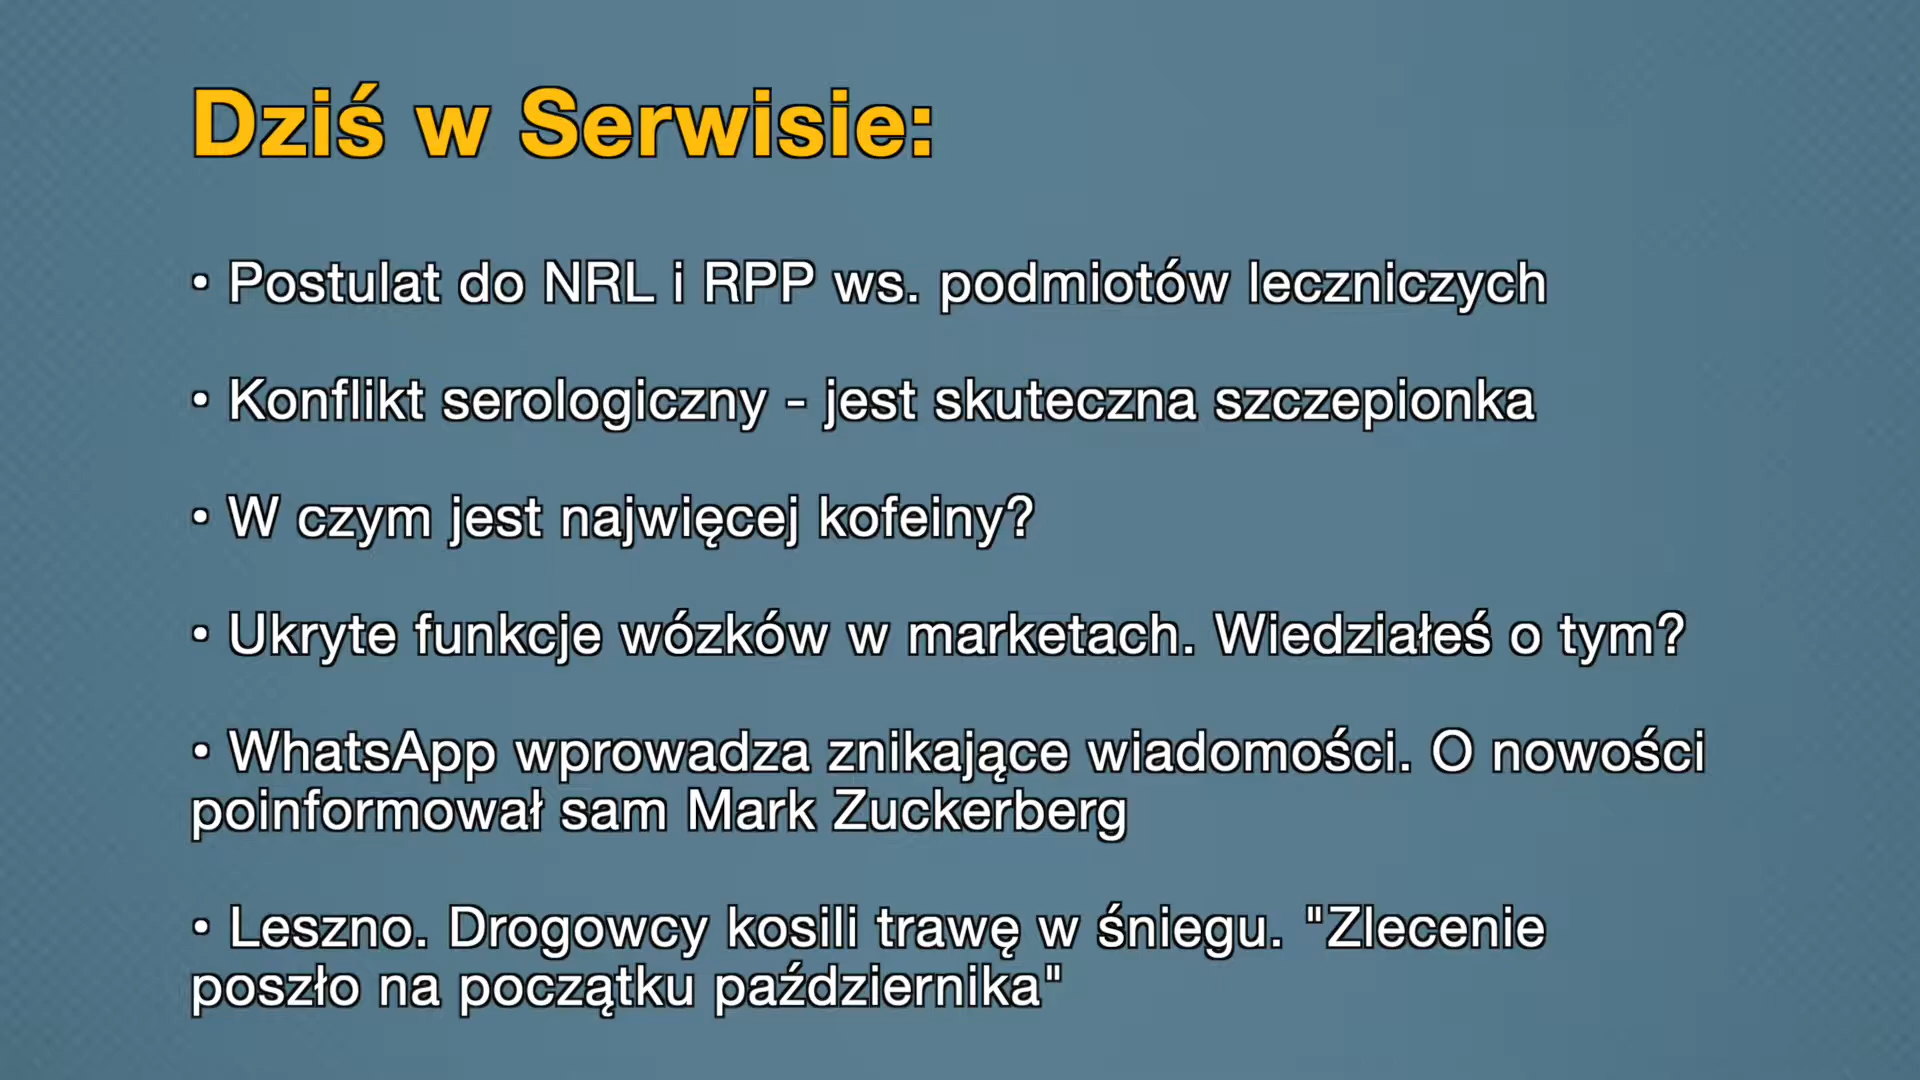 Dziś w Serwisie:
• Postulat do NRL i RPP ws. podmiotów leczniczych
• Konflikt serologiczny - jest skuteczna szczepionka
• W czym jest najwięcej kofeiny?
• Ukryte funkcje wózków w marketach. Wiedziałeś o tym?
• WhatsApp wprowadza znikające wiadomości. O nowości
poinformował sam Mark Zuckerberg
• Leszno. Drogowcy kosili trawę w śniegu. "Zlecenie
poszło na początku października"